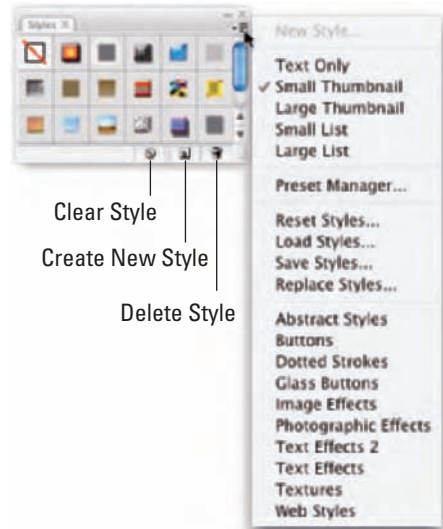 Styles
New Style...
Text Only
Small Thumbnail
Large Thumbnail
Small List
Large List
Preset Manager...
Reset Styles...
Load Styles...
Save Styles...
Replace Styles...
Abstract Styles
Buttons
Dotted Strokes
Glass Buttons
Image Effects
Photographic Effects
Text Effects 2
Text Effects
Textures
Web Styles
Clear Style
Create New Style
Delete Style